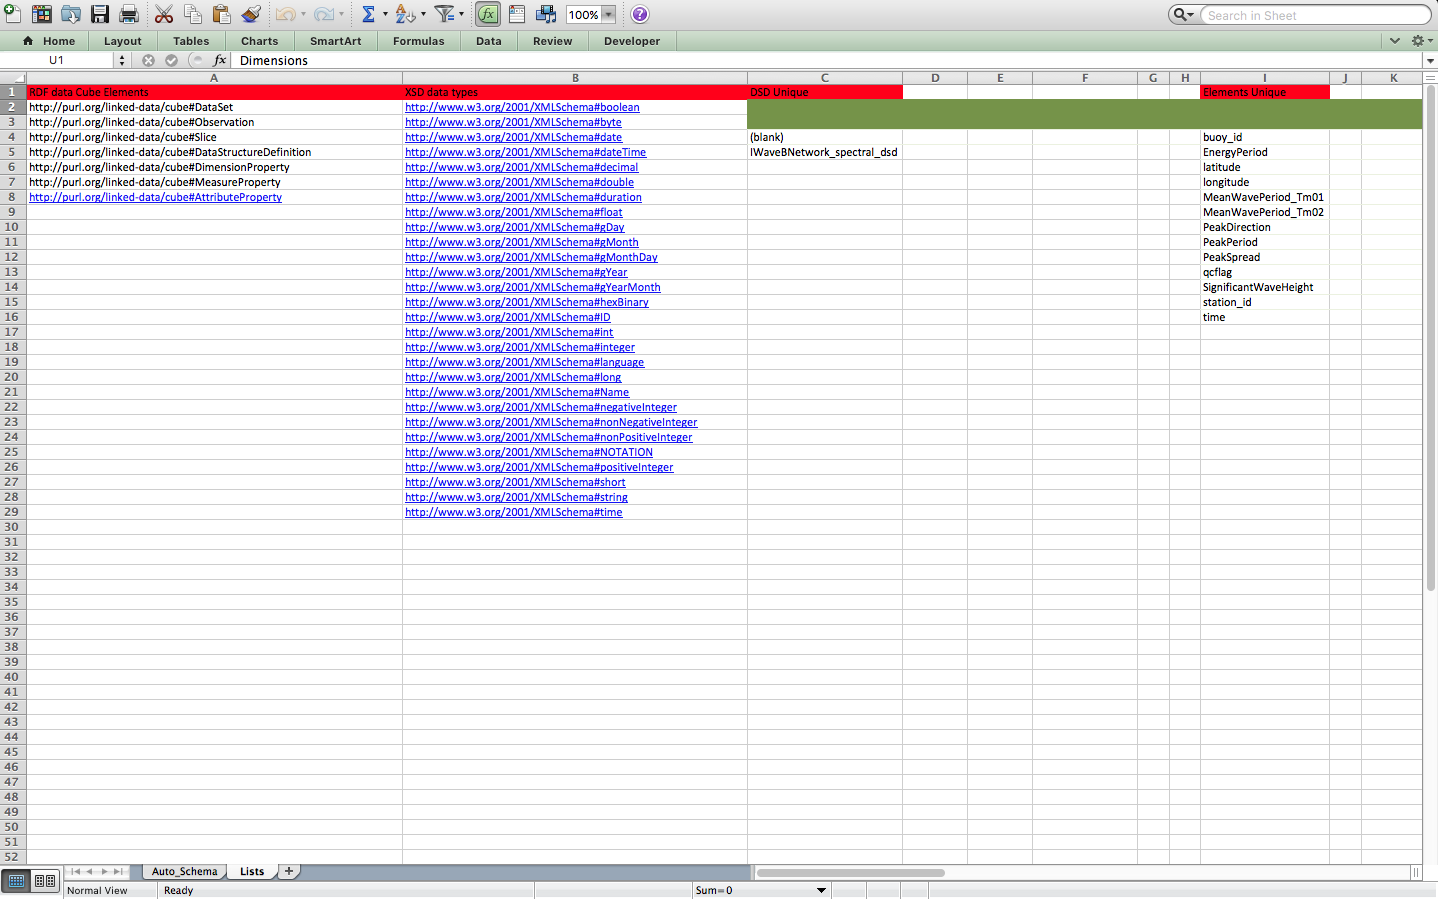 100%
Search in Sheet
Home Layout Tables Charts SmartArt Formulas Data Review Developer
U1 fx Dimensions
A B C D E F G H I J K
1 RDF data Cube Elements XSD data types DSD Unique Elements Unique
2 http://purl.org/linked-data/cube#DataSet http://www.w3.org/2001/XMLSchema#boolean
3 http://purl.org/linked-data/cube#Observation http://www.w3.org/2001/XMLSchema#byte
4 http://purl.org/linked-data/cube#Slice http://www.w3.org/2001/XMLSchema#date (blank) buoy_id
5 http://purl.org/linked-data/cube#DataStructureDefinition http://www.w3.org/2001/XMLSchema#dateTime IWaveBNetwork_spectral_dsd EnergyPeriod
6 http://purl.org/linked-data/cube#DimensionProperty http://www.w3.org/2001/XMLSchema#decimal latitude
7 http://purl.org/linked-data/cube#MeasureProperty http://www.w3.org/2001/XMLSchema#double longitude
8 http://purl.org/linked-data/cube#AttributeProperty http://www.w3.org/2001/XMLSchema#duration MeanWavePeriod_Tm01
9 http://www.w3.org/2001/XMLSchema#float MeanWavePeriod_Tm02
10 http://www.w3.org/2001/XMLSchema#gDay PeakDirection
11 http://www.w3.org/2001/XMLSchema#gMonth PeakPeriod
12 http://www.w3.org/2001/XMLSchema#gMonthDay PeakSpread
13 http://www.w3.org/2001/XMLSchema#gYear qcflag
14 http://www.w3.org/2001/XMLSchema#gYearMonth SignificantWaveHeight
15 http://www.w3.org/2001/XMLSchema#hexBinary station_id
16 http://www.w3.org/2001/XMLSchema#ID time
17 http://www.w3.org/2001/XMLSchema#int
18 http://www.w3.org/2001/XMLSchema#integer
19 http://www.w3.org/2001/XMLSchema#language
20 http://www.w3.org/2001/XMLSchema#long
21 http://www.w3.org/2001/XMLSchema#Name
22 http://www.w3.org/2001/XMLSchema#negativeInteger
23 http://www.w3.org/2001/XMLSchema#nonNegativeInteger
24 http://www.w3.org/2001/XMLSchema#nonPositiveInteger
25 http://www.w3.org/2001/XMLSchema#NOTATION
26 http://www.w3.org/2001/XMLSchema#positiveInteger
27 http://www.w3.org/2001/XMLSchema#short
28 http://www.w3.org/2001/XMLSchema#string
29 http://www.w3.org/2001/XMLSchema#time
30
31
32
33
34
35
36
37
38
39
40
41
42
43
44
45
46
47
48
49
50
51
52
Auto_Schema Lists +
Normal View Ready Sum=0